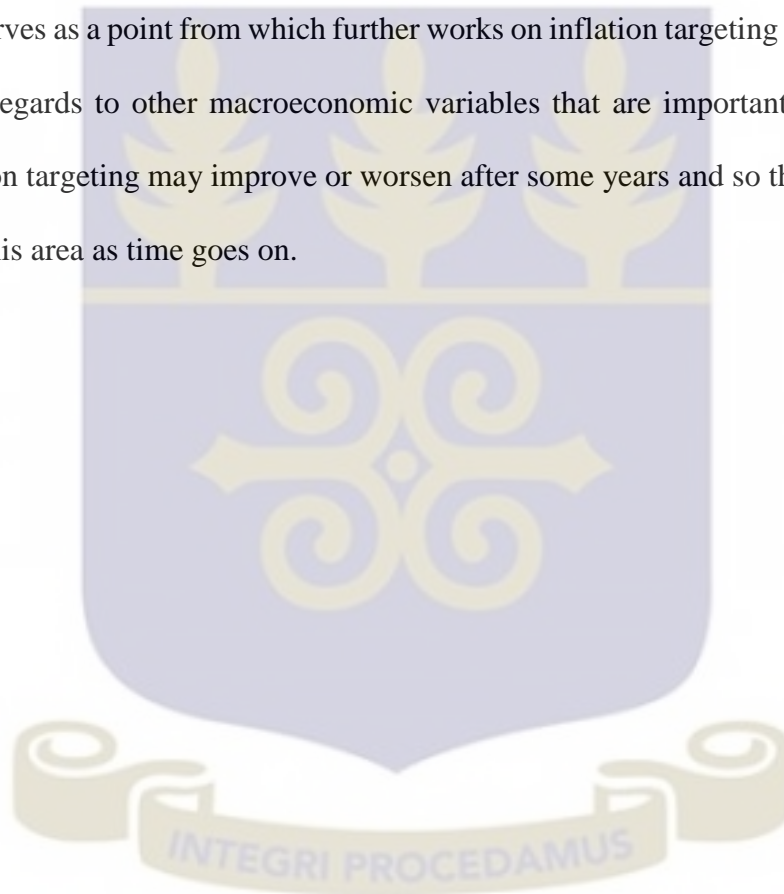 rves as a point from which further works on inflation targeting
egards to other macroeconomic variables that are important
on targeting may improve or worsen after some years and so th
is area as time goes on.
INTEGRI PROCEDAMUS